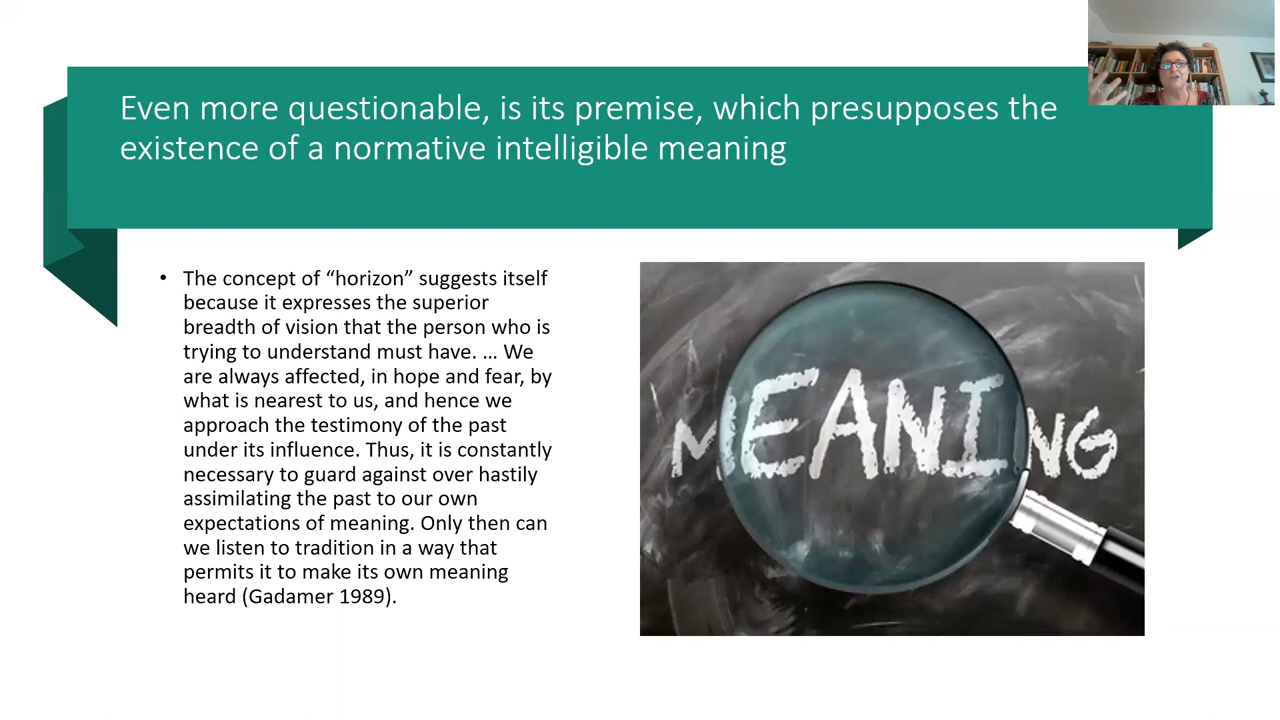 Even more questionable, is its premise, which presupposes the
existence of a normative intelligible meaning
• The concept of “horizon” suggests itself
because it expresses the superior
breadth of vision that the person who is
trying to understand must have. … We
are always affected, in hope and fear, by
what is nearest to us, and hence we
approach the testimony of the past
under its influence. Thus, it is constantly
necessary to guard against over hastily
assimilating the past to our own
expectations of meaning. Only then can
we listen to tradition in a way that
permits it to make its own meaning
heard (Gadamer 1989).
MEANING